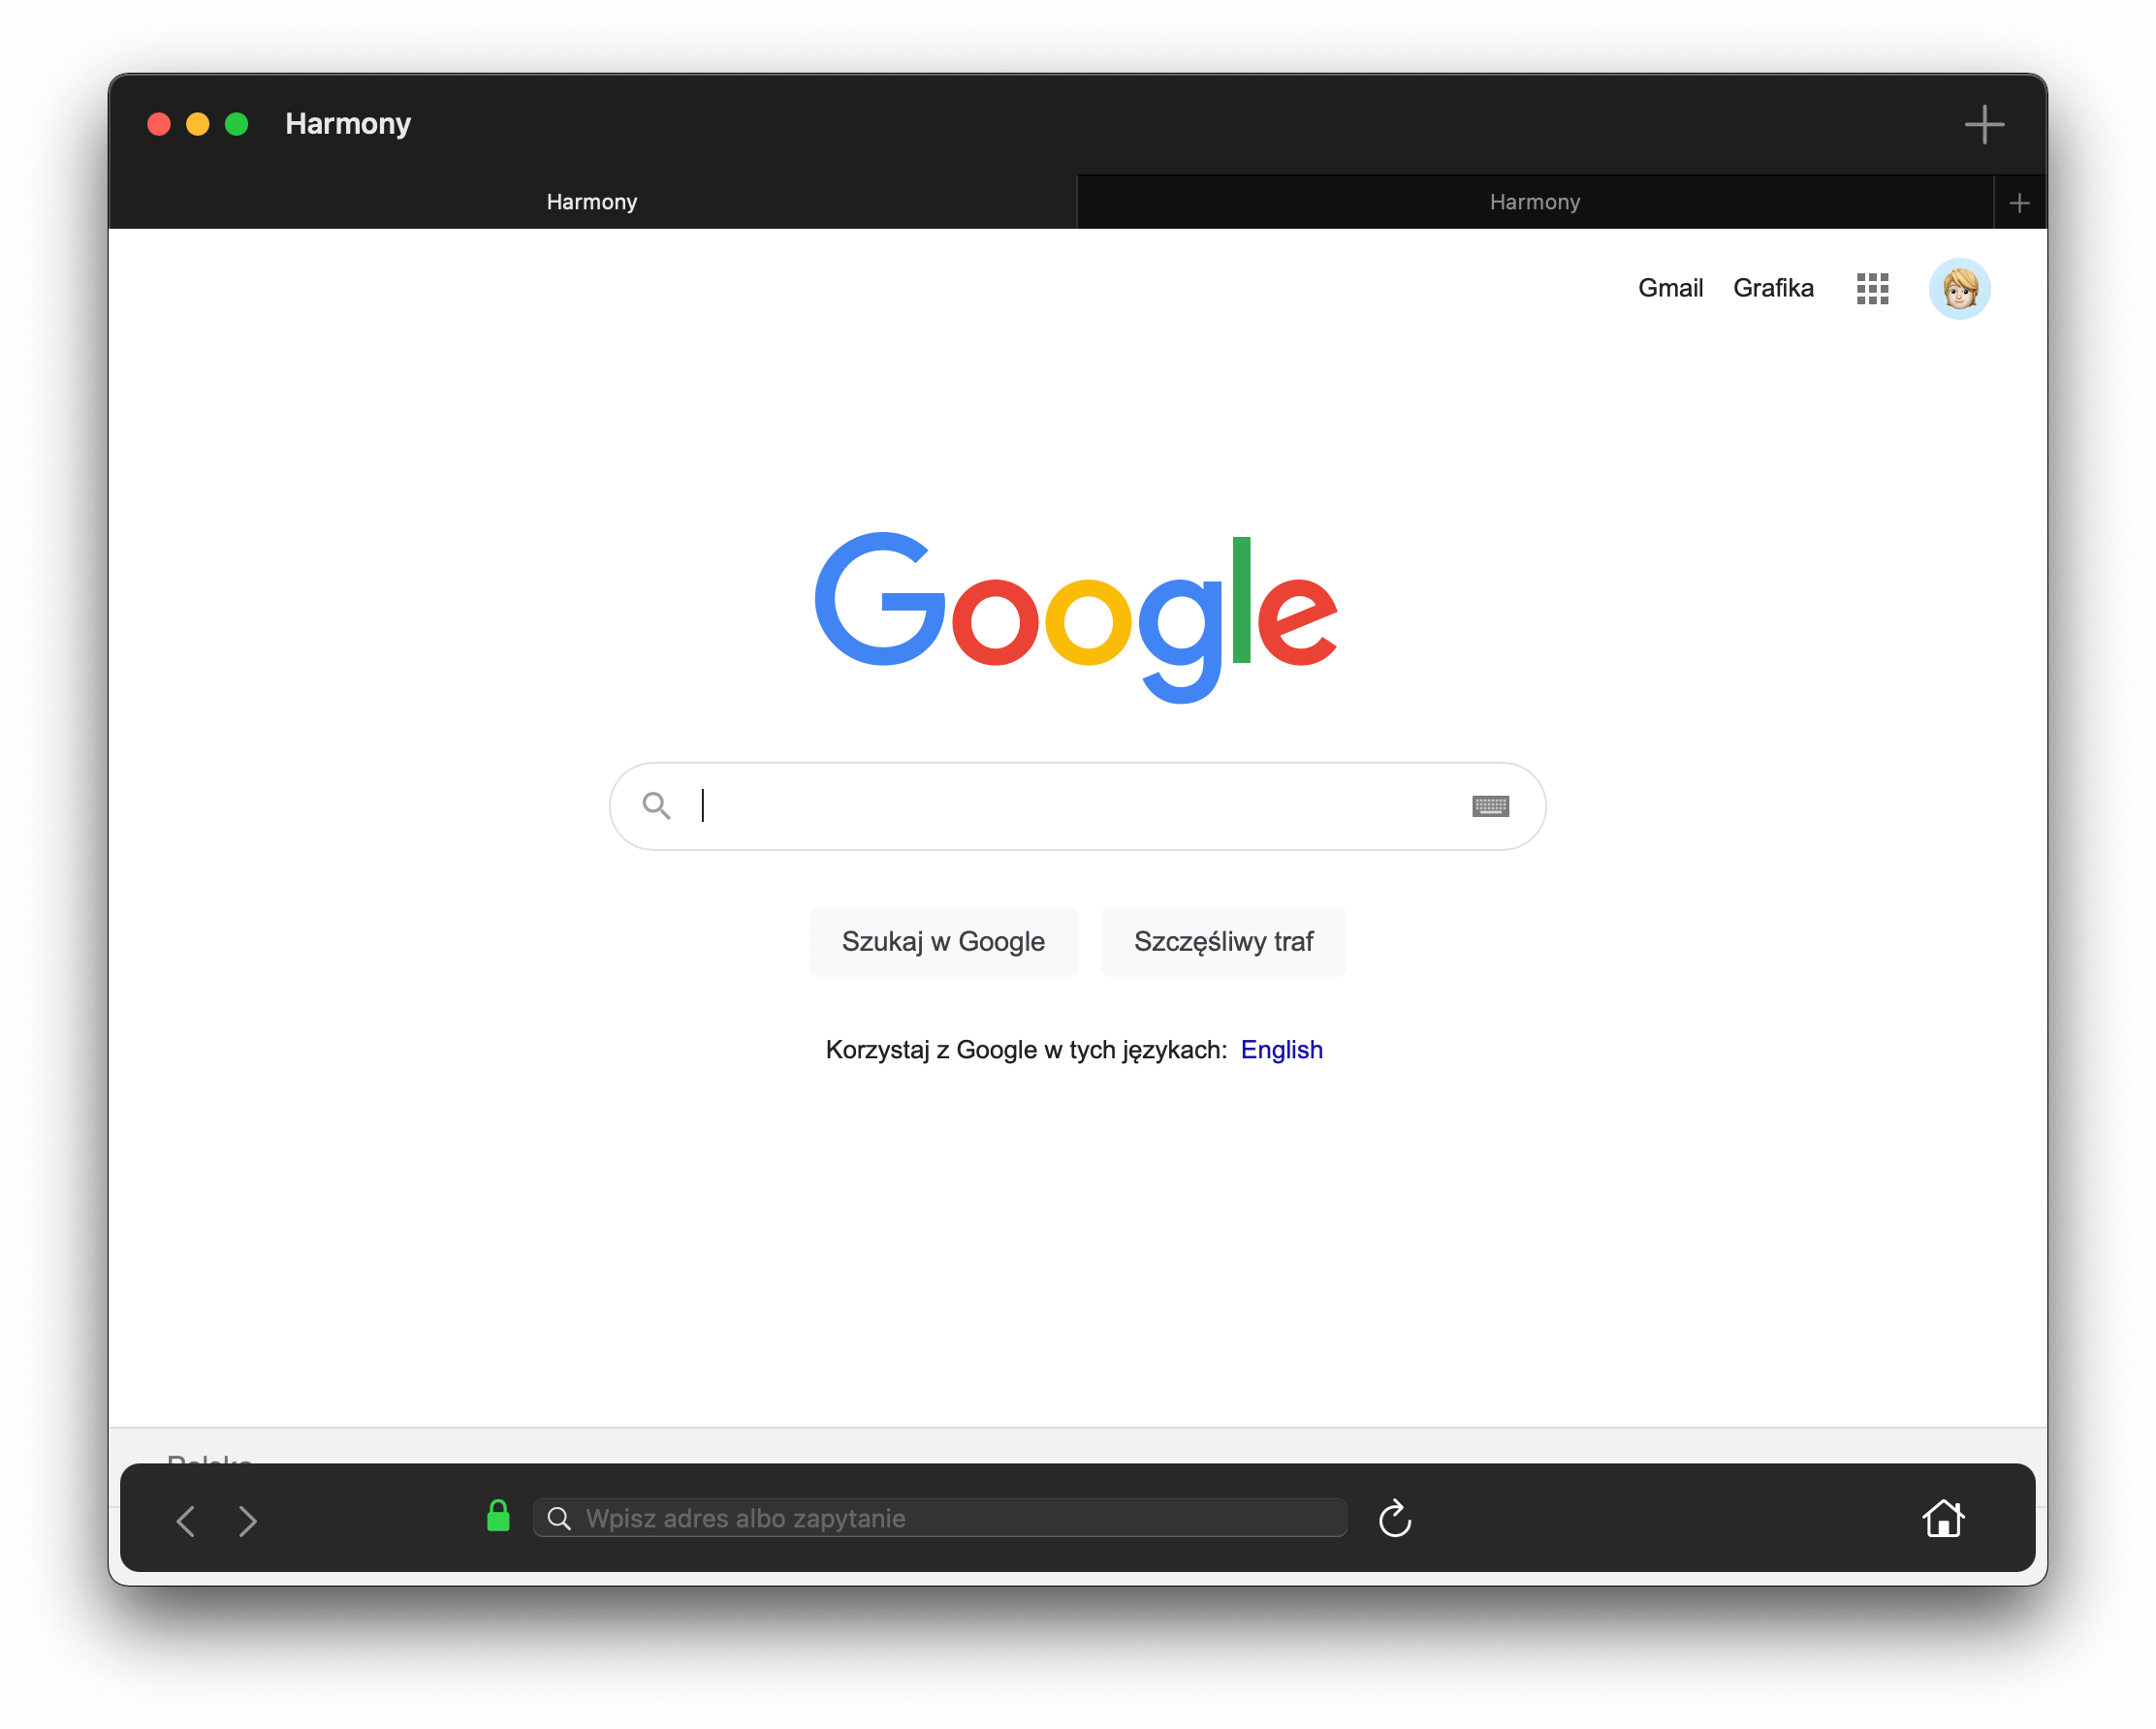 Harmony
Harmony Harmony
Gmail Grafika
Google
Szukaj w Google Szczęśliwy traf
Korzystaj z Google w tych językach: English
Polska
Wpisz adres albo zapytanie